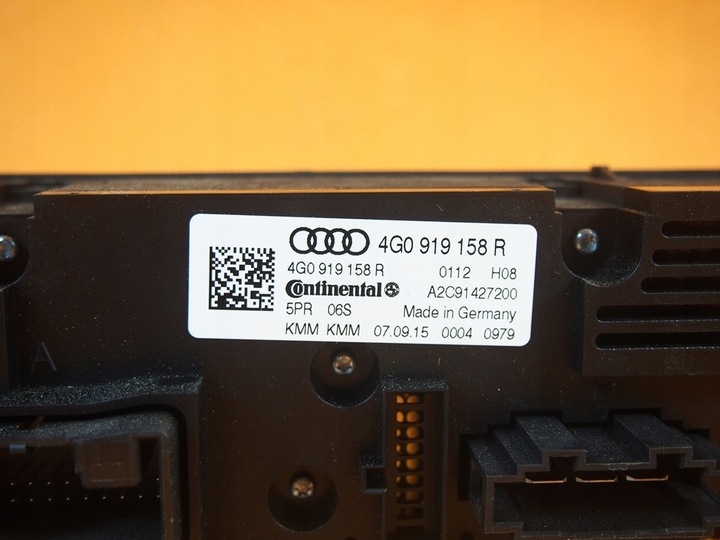 4G0 919 158 R
4G0 919 158 R 0112 H08
Continental A2C91427200
5PR 06S Made in Germany
KMM KMM 07.09.15 0004 0979
A